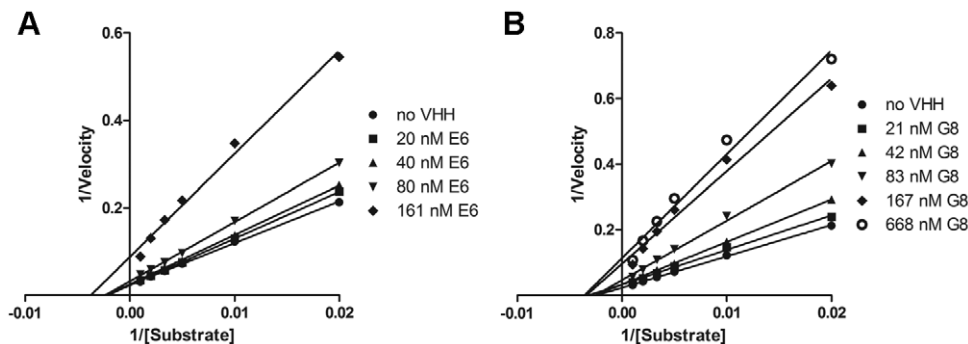 A
1/Velocity
0.6
0.4
0.2
-0.01
0.00
0.01
0.02
1/[Substrate]
no VHH
20 nM E6
40 nM E6
80 nM E6
161 nM E6
B
1/Velocity
0.8
0.6
0.4
0.2
-0.01
0.00
0.01
0.02
1/[Substrate]
no VHH
21 nM G8
42 nM G8
83 nM G8
167 nM G8
668 nM G8